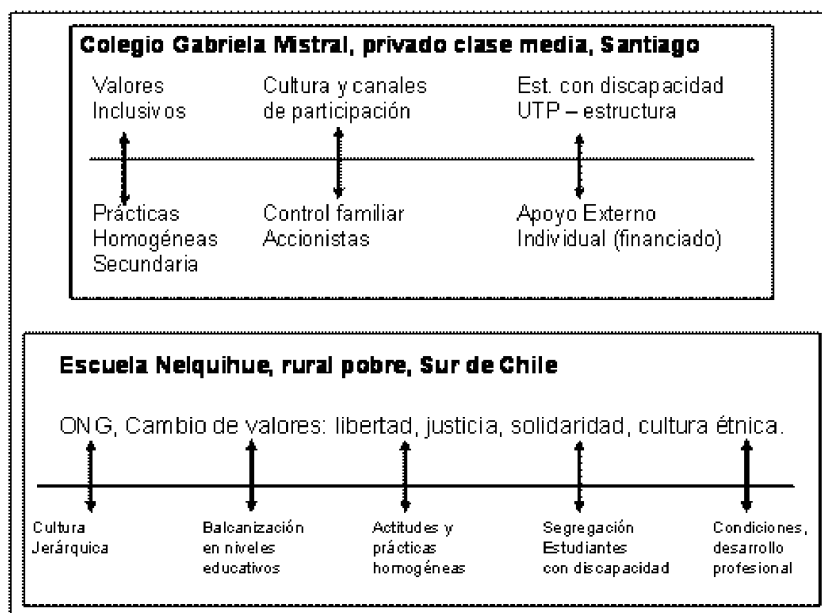 Colegio Gabriela Mistral, privado clase media, Santiago
Valores
Inclusivos
Cultura y canales
de participación
Est. con discapacidad
UTP – estructura
Prácticas
Homogéneas
Secundaria
Control familiar
Accionistas
Apoyo Externo
Individual (financiado)
Escuela Nelquihue, rural pobre, Sur de Chile
ONG, Cambio de valores: libertad, justicia, solidaridad, cultura étnica.
Cultura
Jerárquica
Balcanización
en niveles
educativos
Actitudes y
prácticas
homogéneas
Segregación
Estudiantes
con discapacidad
Condiciones,
desarrollo
profesional